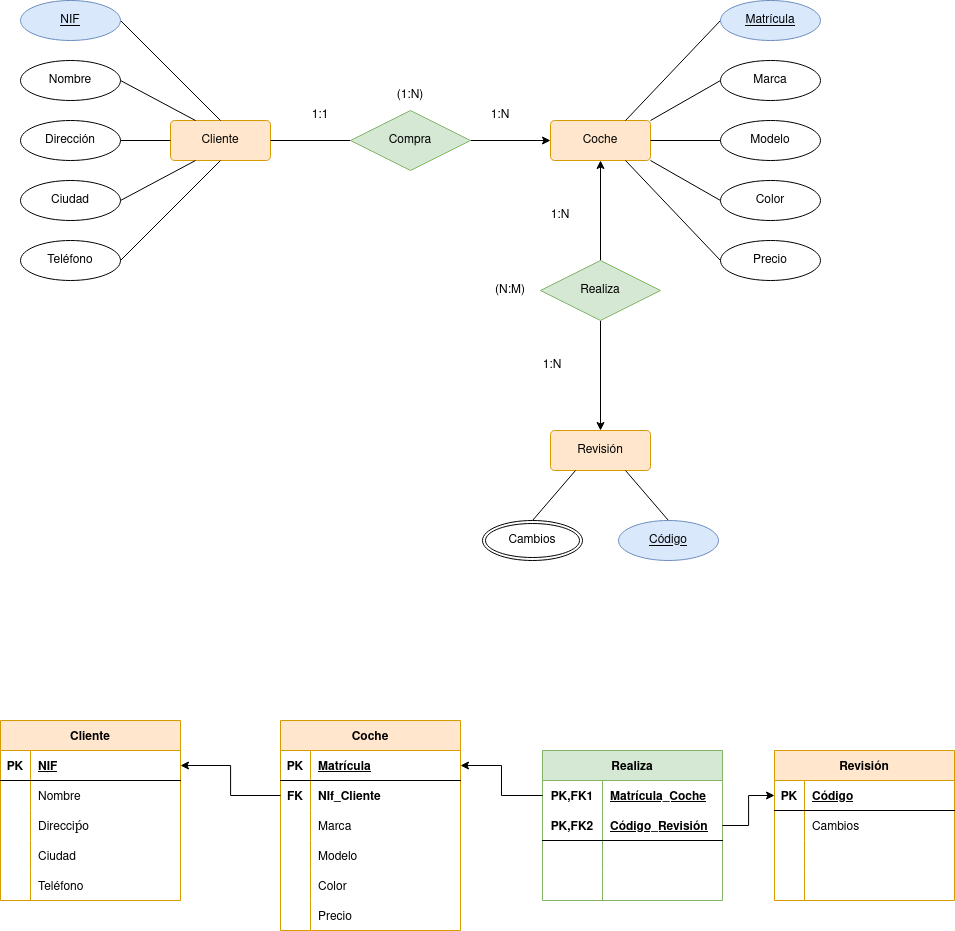 NIF
Matrícula
Nombre
Marca
(1:N)
1:1
1:N
Dirección
Cliente
Compra
Coche
Modelo
Ciudad
Color
1:N
Teléfono
Precio
(N:M)
Realiza
1:N
Revisión
Cambios
Código
Cliente
PK NIF
Nombre
Direcciṕo
Ciudad
Teléfono
Coche
PK Matrícula
FK NIf_Cliente
Marca
Modelo
Color
Precio
Realiza
PK,FK1 Matrícula_Coche
PK,FK2 Código_Revisión
Revisión
PK Código
Cambios